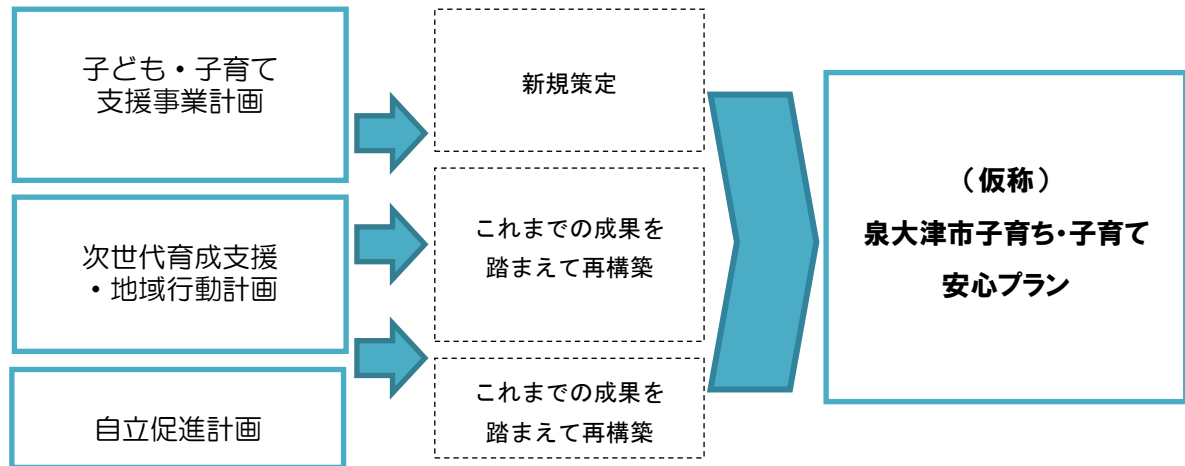 子ども・子育て
支援事業計画
新規策定
次世代育成支援
・地域行動計画
これまでの成果を
踏まえて再構築
自立促進計画
これまでの成果を
踏まえて再構築
（仮称）
泉大津市子育ち・子育て
安心プラン